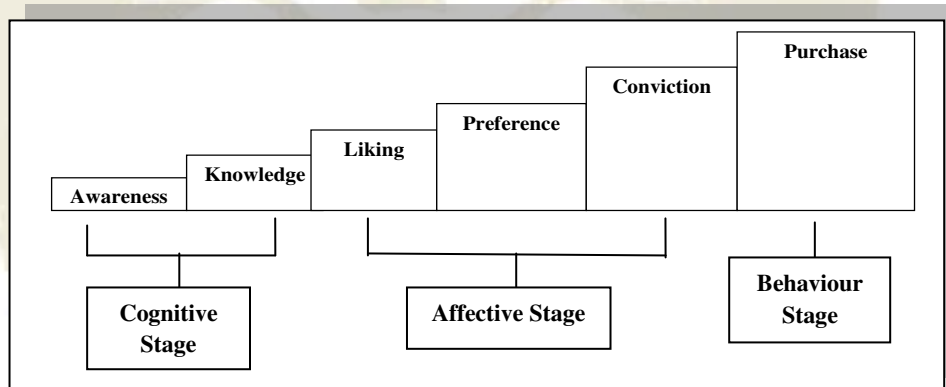 Purchase
Conviction
Preference
Liking
Knowledge
Awareness
Cognitive
Stage
Affective Stage
Behaviour
Stage